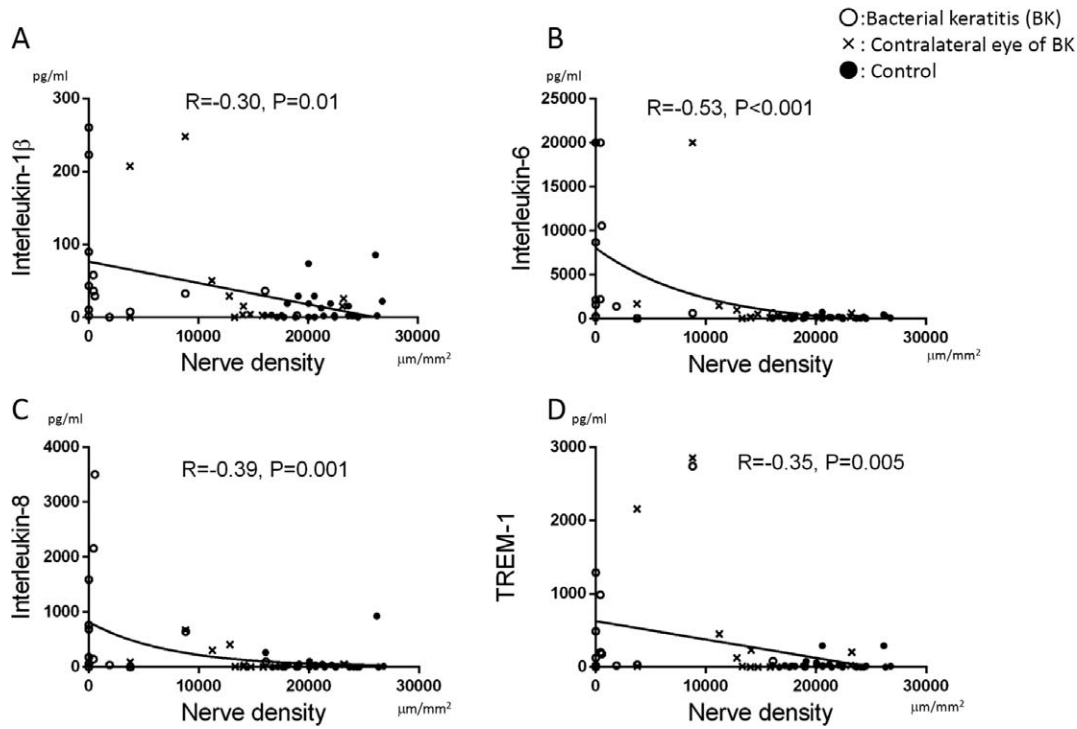 ○:Bacterial keratitis (BK)
×: Contralateral eye of BK
●: Control
A
pg/ml
R=-0.30, P=0.01
Interleukin-1β
300
200
100
0
0 10000 20000 30000
Nerve density μm/mm²
B
pg/ml
R=-0.53, P<0.001
Interleukin-6
25000
20000
15000
10000
5000
0
0 10000 20000 30000
Nerve density μm/mm²
C
pg/ml
R=-0.39, P=0.001
Interleukin-8
4000
3000
2000
1000
0
0 10000 20000 30000
Nerve density μm/mm²
D
pg/ml
R=-0.35, P=0.005
TREM-1
3000
2000
1000
0
0 10000 20000 30000
Nerve density μm/mm²